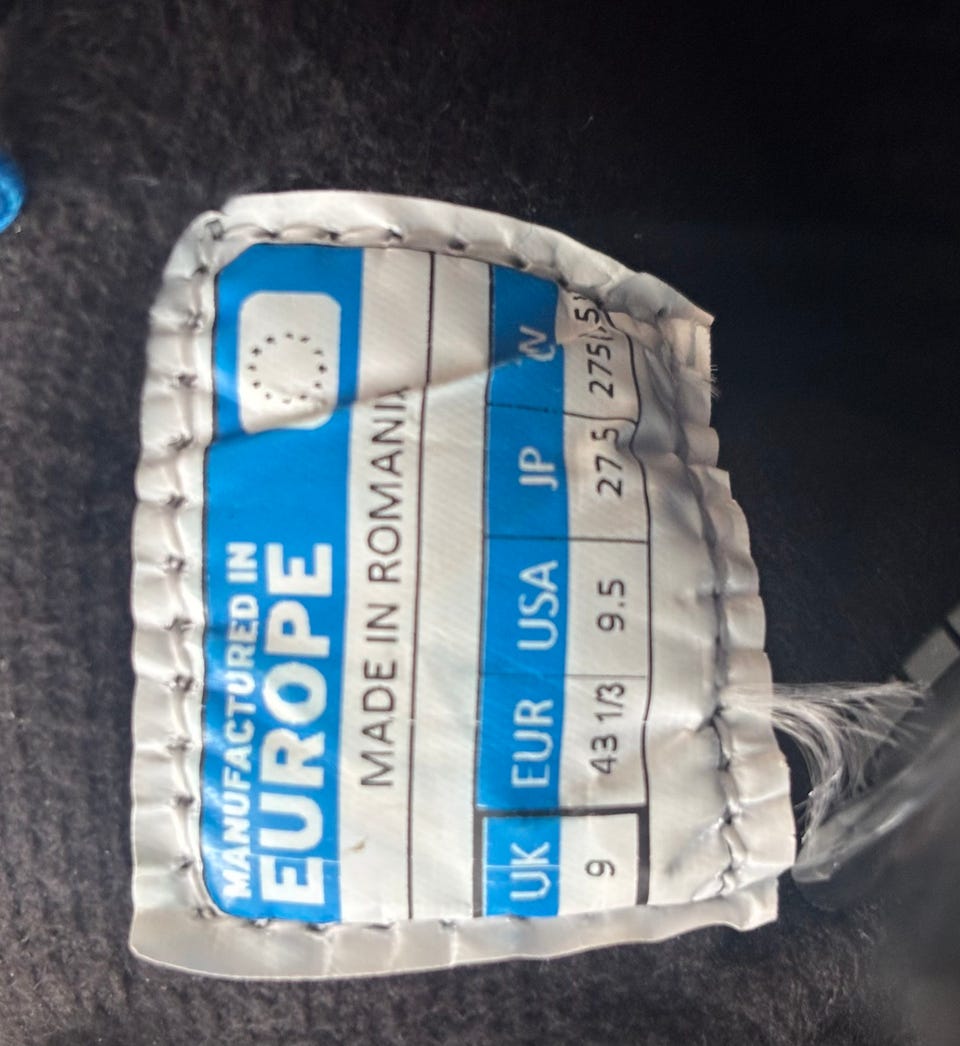 MANUFACTURED IN
EUROPE
MADE IN ROMANIA
UK EUR USA JP
9 43 1/3 9.5 27.5